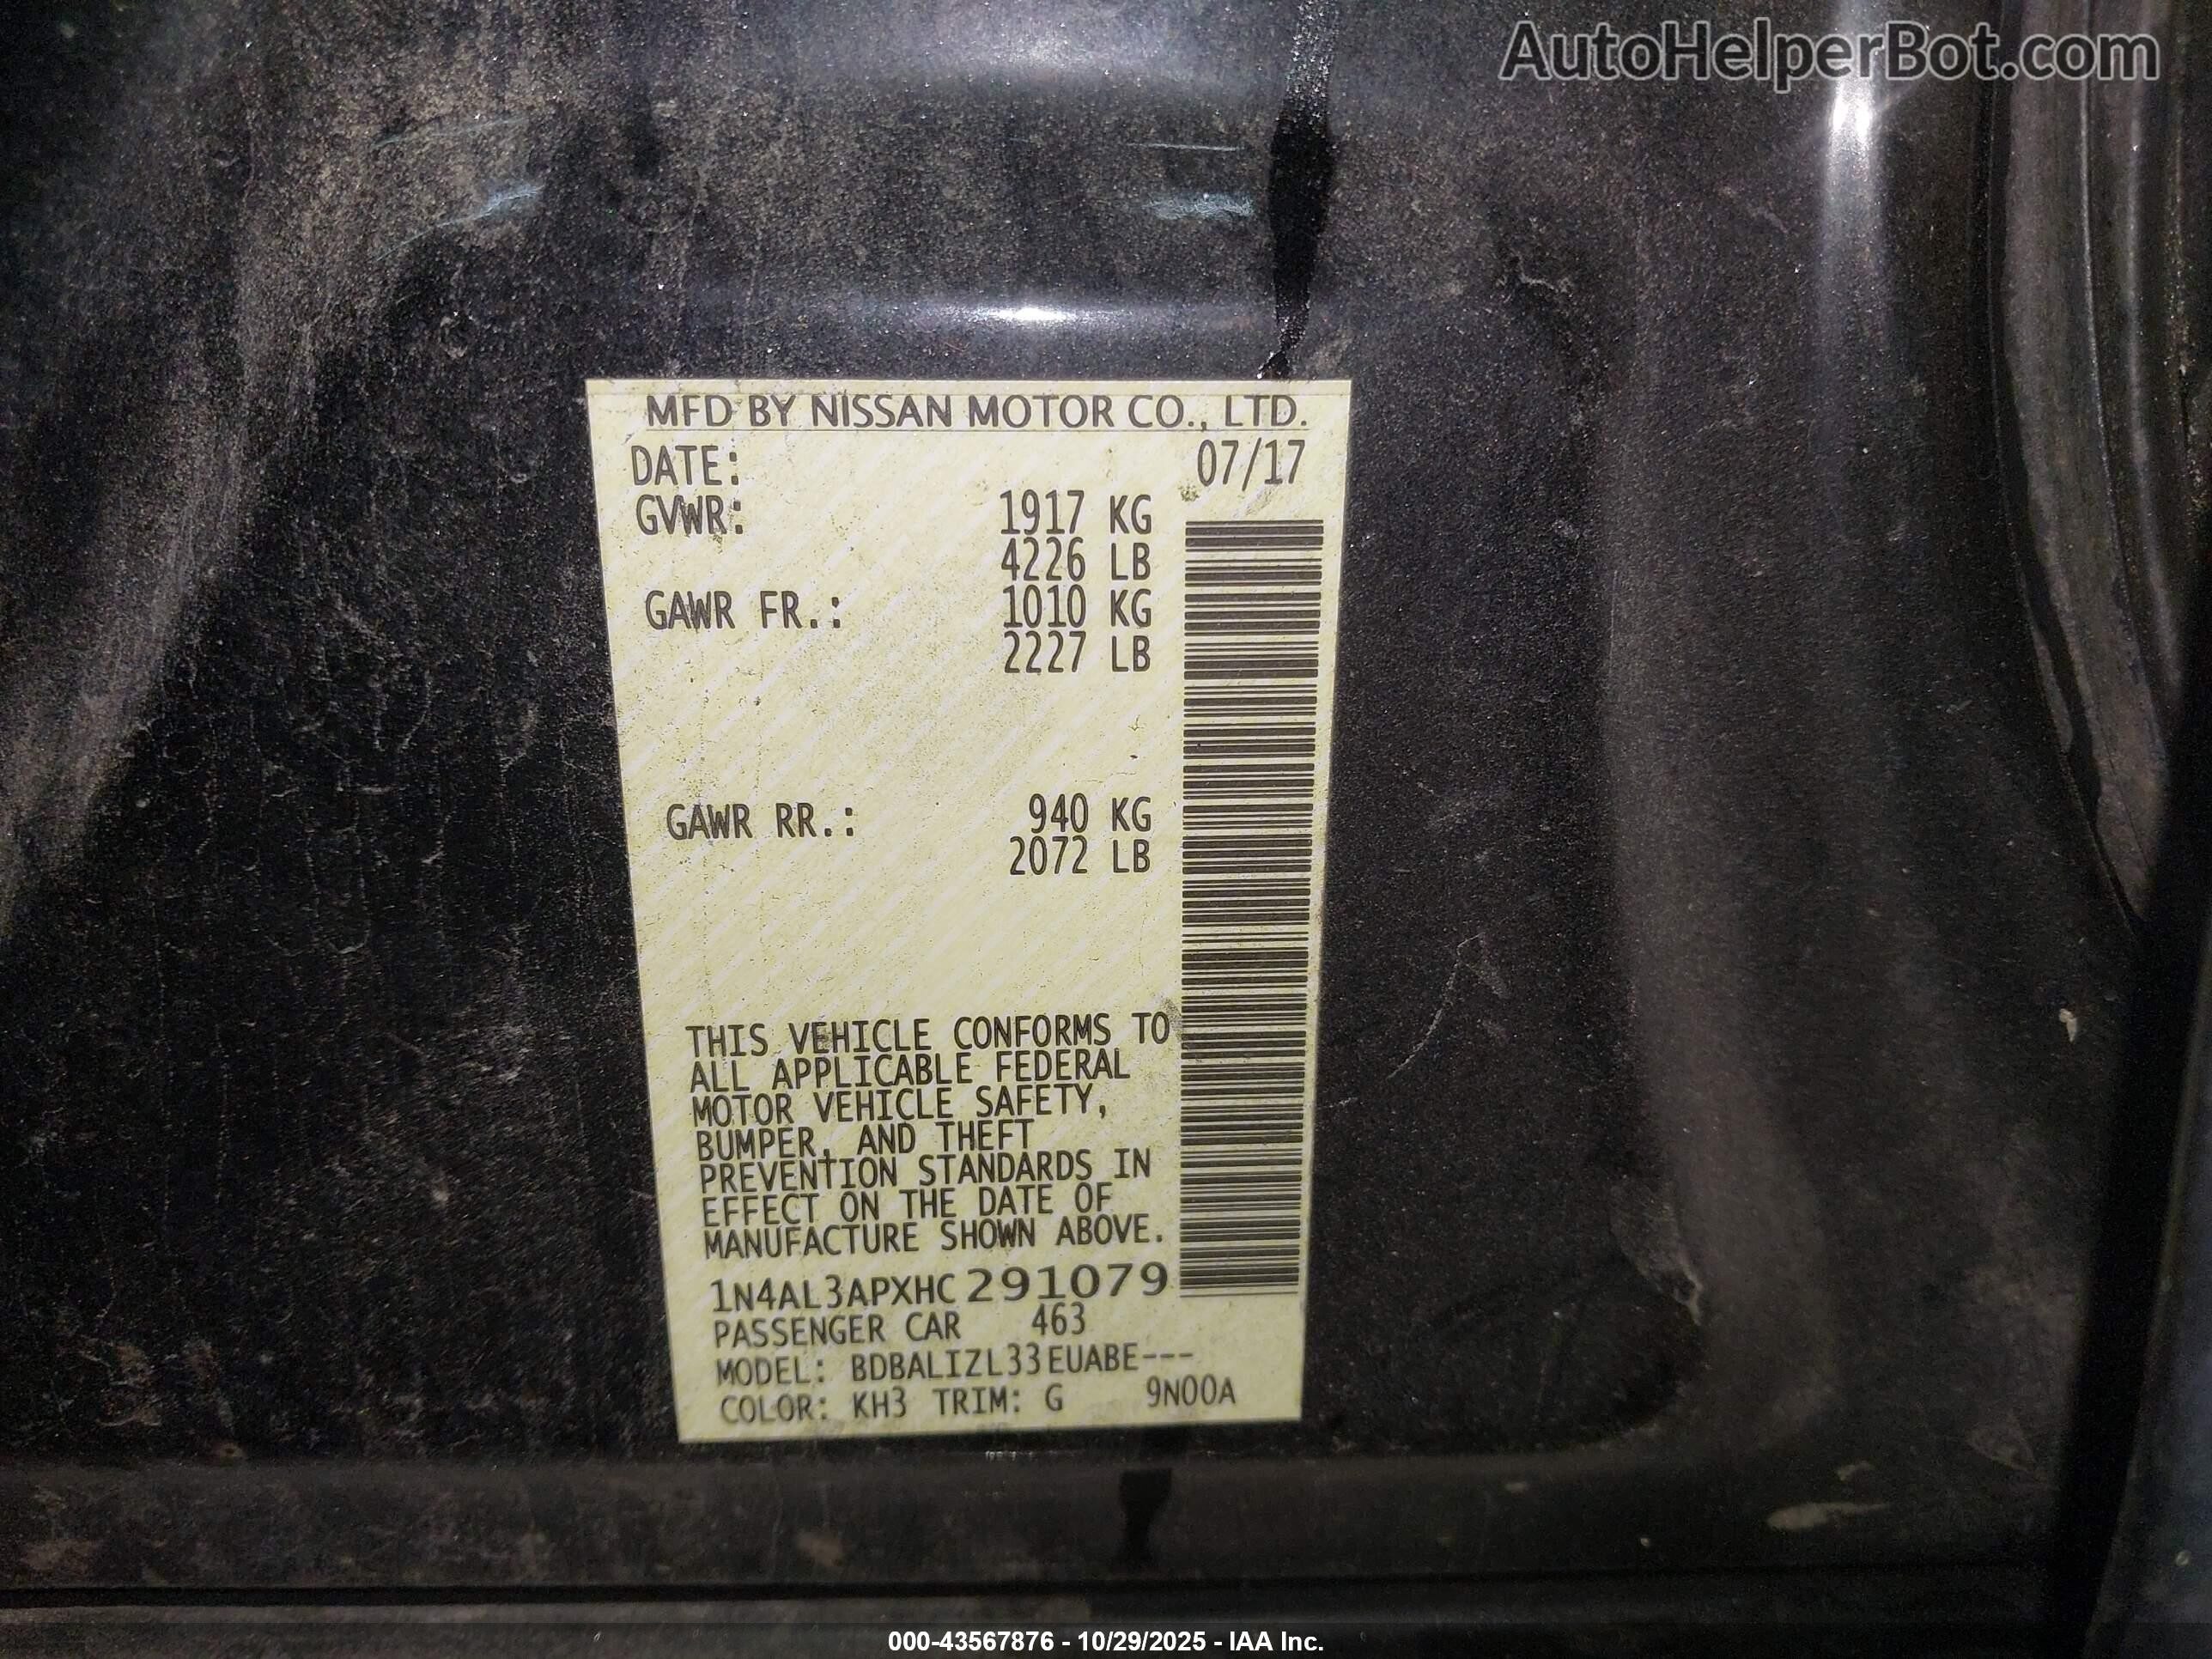 AutoHelperBot.com
MFD BY NISSAN MOTOR CO., LTD.
DATE: 07/17
GVWR: 1917 KG
4226 LB
GAWR FR.: 1010 KG
2227 LB
GAWR RR.: 940 KG
2072 LB
THIS VEHICLE CONFORMS TO
ALL APPLICABLE FEDERAL
MOTOR VEHICLE SAFETY,
BUMPER, AND THEFT
PREVENTION STANDARDS IN
EFFECT ON THE DATE OF
MANUFACTURE SHOWN ABOVE.
1N4AL3APXHC291079
PASSENGER CAR 463
MODEL: BDBALIZL33EUABE---
COLOR: KH3 TRIM: G 9N00A
000-43567876 - 10/29/2025 - IAA Inc.